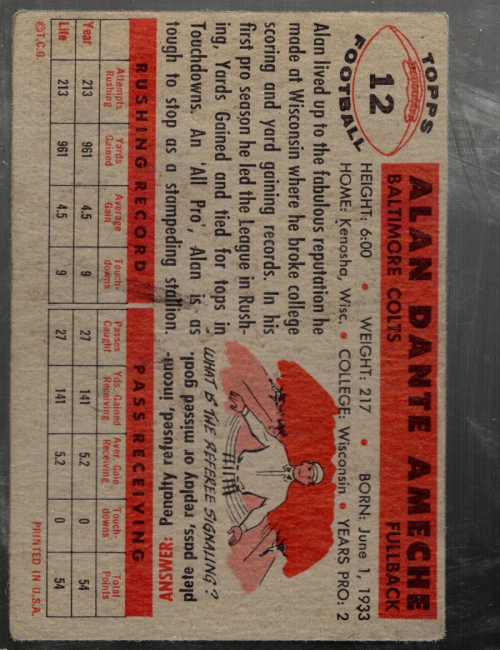 TOPPS
12
FOOTBALL
ALAN DANTE AMECHE
BALTIMORE COLTS FULLBACK
HEIGHT: 6:00 • WEIGHT: 217 • BORN: June 1, 1933
HOME: Kenosha, Wisc. • COLLEGE: Wisconsin • YEARS PRO: 2
Alan lived up to the fabulous reputation he
made at Wisconsin where he broke college
scoring and yard gaining records. In his
first pro season he led the League in Rush-
ing, Yards Gained and tied for tops in
Touchdowns. An 'All Pro', Alan is as
tough to stop as a stampeding stallion.
WHAT IS THE REFEREE SIGNALING?
ANSWER: Penalty refused, incom-
plete pass, replay or missed goal.
RUSHING RECORD PASS RECEIVING
Attempts Rushing Yards Gained Average Gain Touch-downs Passes Caught Yds. Gained Receiving Aver. Gain Receiving Touch-downs Total Points
Year 213 961 4.5 9 27 141 5.2 0 54
Life 213 961 4.5 9 27 141 5.2 0 54
©T.C.G. PRINTED IN U.S.A.